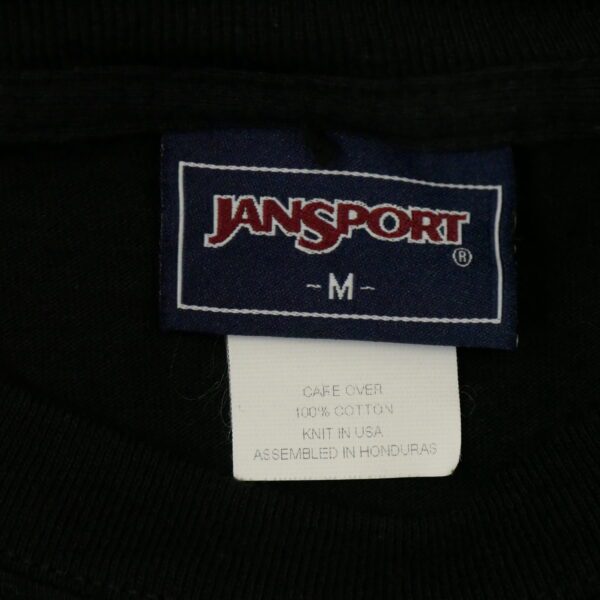 JANSPORT®
-M-
CARE OVER
100% COTTON
KNIT IN USA
ASSEMBLED IN HONDURAS